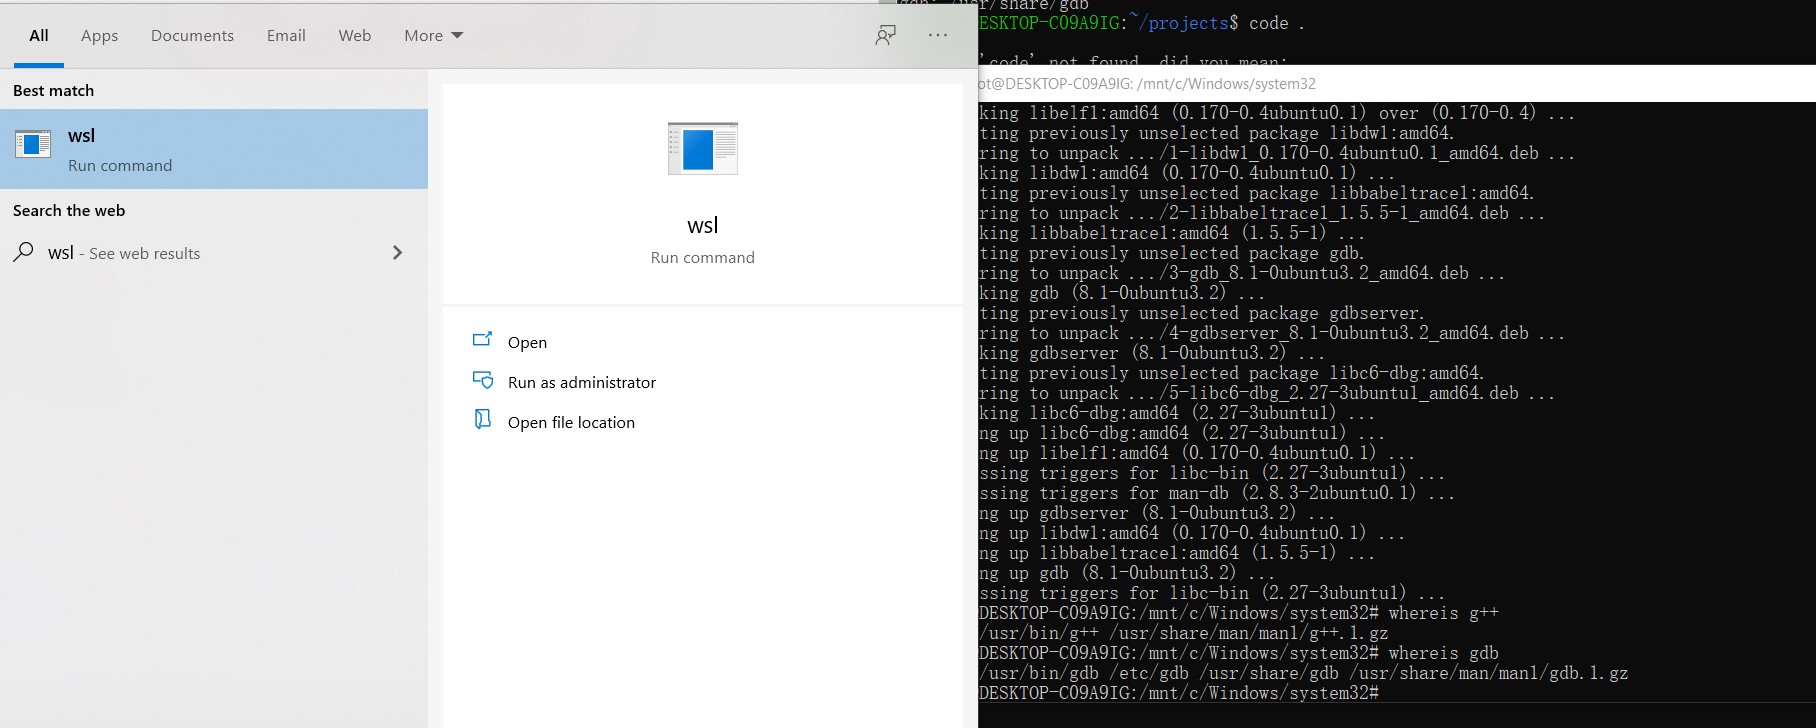 All Apps Documents Email Web More
Best match
wsl
Run command
Search the web
wsl - See web results
wsl
Run command
Open
Run as administrator
Open file location
gdb: /usr/share/gdb
ESKTOP-C09A9IG:~/projects$ code .
'code' not found, did you mean:
ot@DESKTOP-C09A9IG: /mnt/c/Windows/system32
king libelf1:amd64 (0.170-0.4ubuntu0.1) over (0.170-0.4) ...
ting previously unselected package libdw1:amd64.
ring to unpack .../1-libdw1_0.170-0.4ubuntu0.1_amd64.deb ...
king libdw1:amd64 (0.170-0.4ubuntu0.1) ...
ting previously unselected package libbabeltrace1:amd64.
ring to unpack .../2-libbabeltrace1_1.5.5-1_amd64.deb ...
king libbabeltrace1:amd64 (1.5.5-1) ...
ting previously unselected package gdb.
ring to unpack .../3-gdb_8.1-0ubuntu3.2_amd64.deb ...
king gdb (8.1-0ubuntu3.2) ...
ting previously unselected package gdbserver.
ring to unpack .../4-gdbserver_8.1-0ubuntu3.2_amd64.deb ...
king gdbserver (8.1-0ubuntu3.2) ...
ting previously unselected package libc6-dbg:amd64.
ring to unpack .../5-libc6-dbg_2.27-3ubuntu1_amd64.deb ...
king libc6-dbg:amd64 (2.27-3ubuntu1) ...
ng up libc6-dbg:amd64 (2.27-3ubuntu1) ...
ng up libelf1:amd64 (0.170-0.4ubuntu0.1) ...
ssing triggers for libc-bin (2.27-3ubuntu1) ...
ssing triggers for man-db (2.8.3-2ubuntu0.1) ...
ng up gdbserver (8.1-0ubuntu3.2) ...
ng up libdw1:amd64 (0.170-0.4ubuntu0.1) ...
ng up libbabeltrace1:amd64 (1.5.5-1) ...
ng up gdb (8.1-0ubuntu3.2) ...
ssing triggers for libc-bin (2.27-3ubuntu1) ...
DESKTOP-C09A9IG:/mnt/c/Windows/system32# whereis g++
/usr/bin/g++ /usr/share/man/man1/g++.1.gz
DESKTOP-C09A9IG:/mnt/c/Windows/system32# whereis gdb
/usr/bin/gdb /etc/gdb /usr/share/gdb /usr/share/man/man1/gdb.1.gz
DESKTOP-C09A9IG:/mnt/c/Windows/system32#